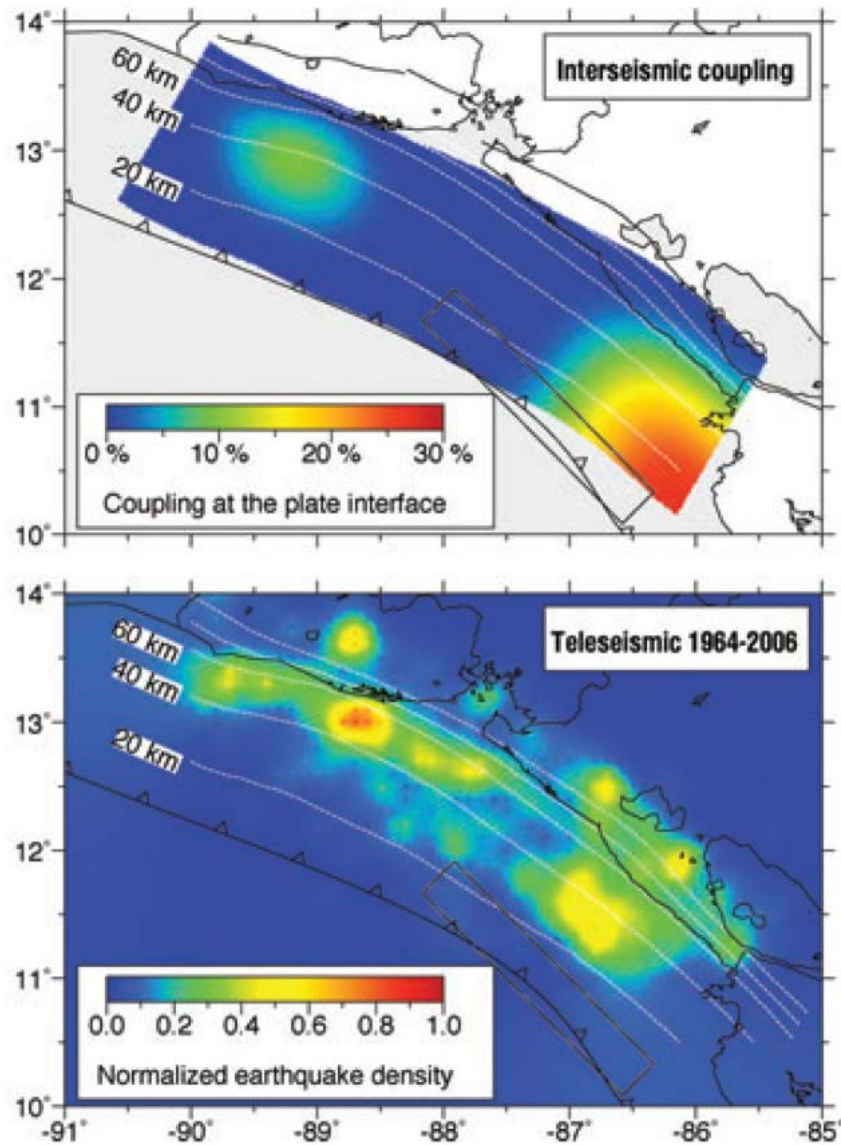 14°
13°
12°
11°
10°
60 km
40 km
20 km
Interseismic coupling
0 %
10 %
20 %
30 %
Coupling at the plate interface
14°
13°
12°
11°
10°
60 km
40 km
20 km
Teleseismic 1964-2006
0.0
0.2
0.4
0.6
0.8
1.0
Normalized earthquake density
-91°
-90°
-89°
-88°
-87°
-86°
-85°